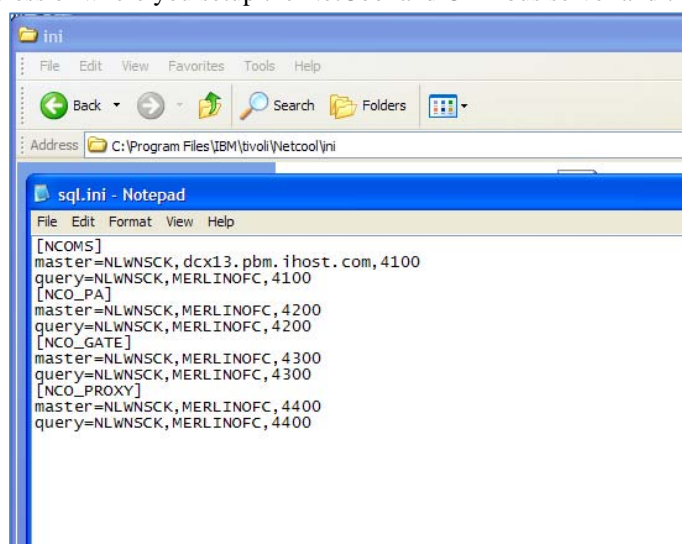 ini
File Edit View Favorites Tools Help
Back Search Folders
Address C:\Program Files\IBM\tivoli\Netcool\ini
sql.ini - Notepad
File Edit Format View Help
[NCOMS]
master=NLWNSCK,dcx13.pbm.ihost.com,4100
query=NLWNSCK,MERLINOFC,4100
[NCO_PA]
master=NLWNSCK,MERLINOFC,4200
query=NLWNSCK,MERLINOFC,4200
[NCO_GATE]
master=NLWNSCK,MERLINOFC,4300
query=NLWNSCK,MERLINOFC,4300
[NCO_PROXY]
master=NLWNSCK,MERLINOFC,4400
query=NLWNSCK,MERLINOFC,4400